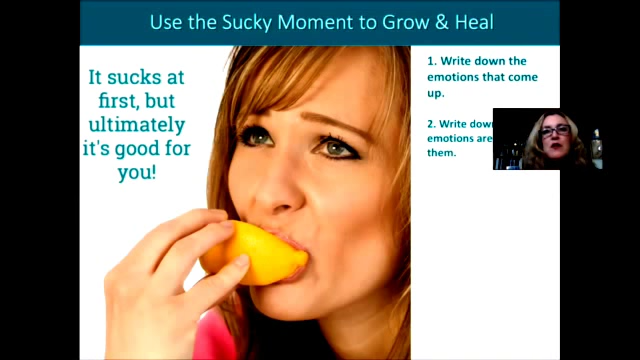 Use the Sucky Moment to Grow & Heal
It sucks at
first, but
ultimately
it's good for
you!
1. Write down the
emotions that come
up.
2. Write down
emotions are
them.